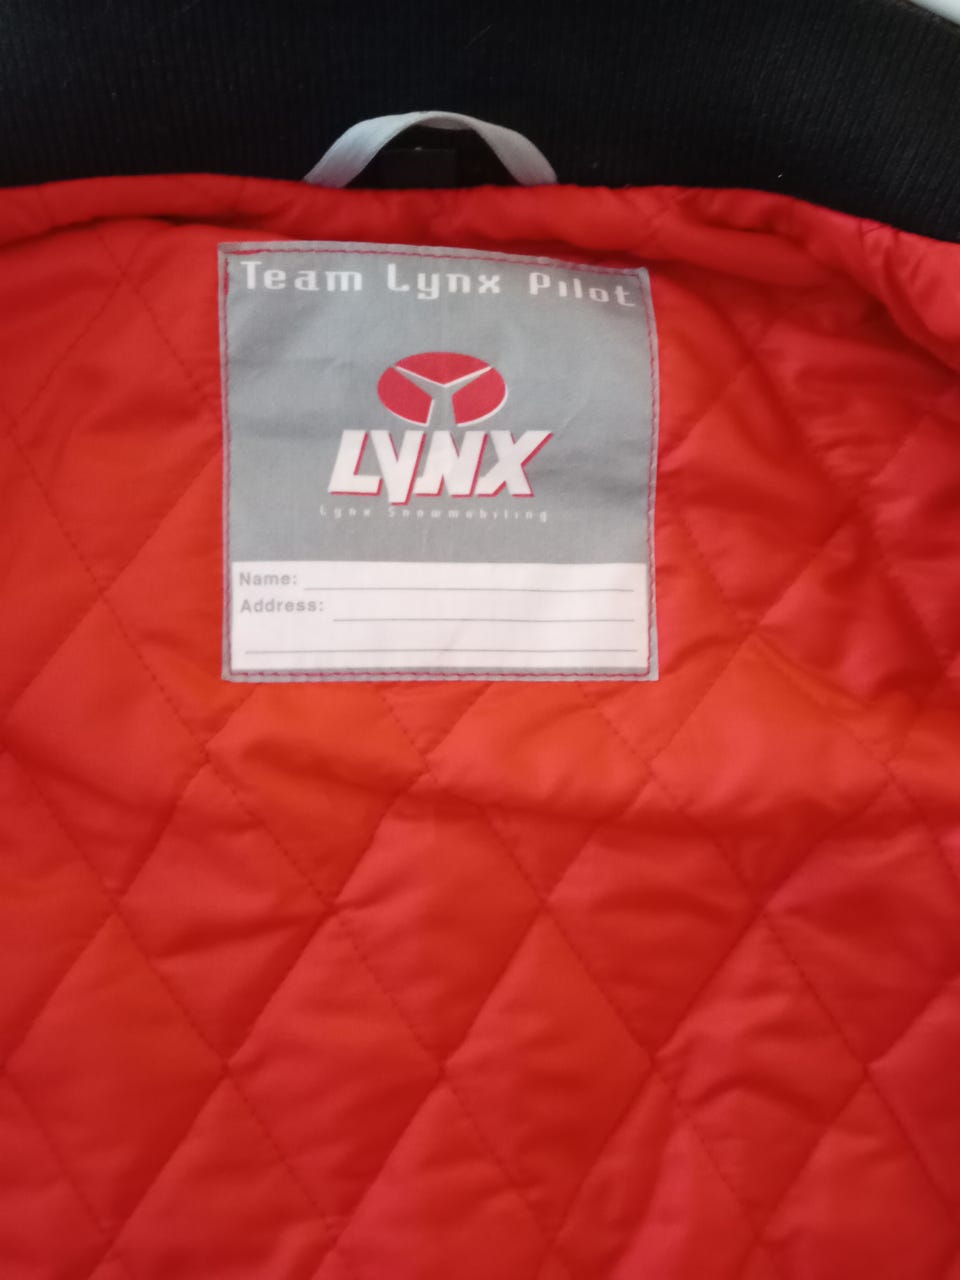 Team Lynx Pilot
LYNX
Lynx Snowmobiling
Name:
Address: